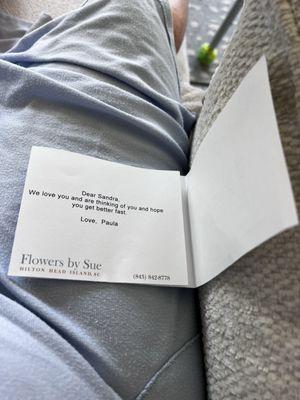 Dear Sandra,
We love you and are thinking of you and hope
you get better fast.
Love, Paula
Flowers by Sue
HILTON HEAD ISLAND, SC
(843) 842-8778